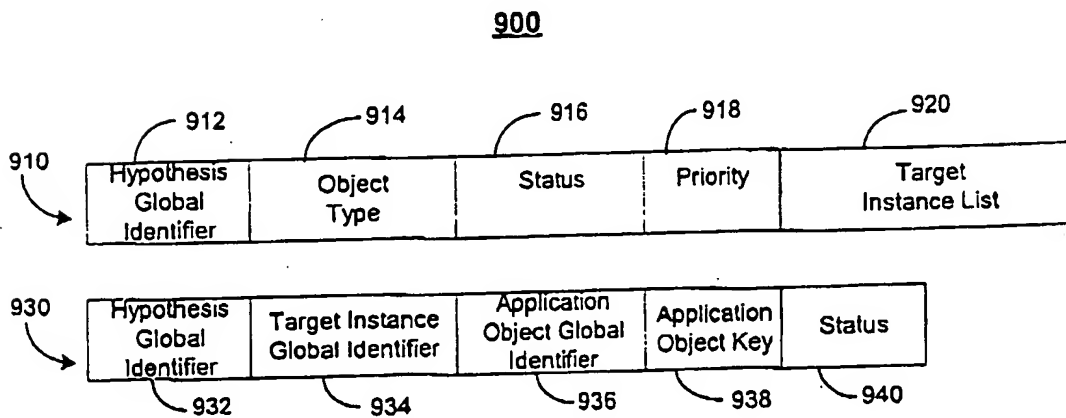 900
912
914
916
918
920
910
Hypothesis
Global
Identifier
Object
Type
Status
Priority
Target
Instance List
930
Hypothesis
Global
Identifier
Target Instance
Global Identifier
Application
Object Global
Identifier
Application
Object Key
Status
932
934
936
938
940